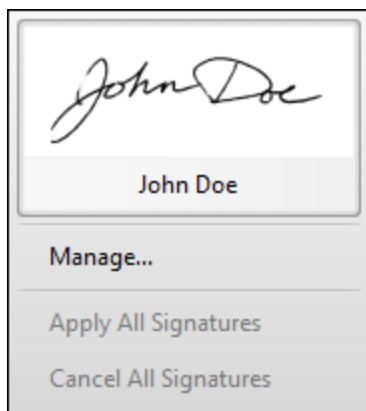 John Doe
John Doe
Manage...
Apply All Signatures
Cancel All Signatures